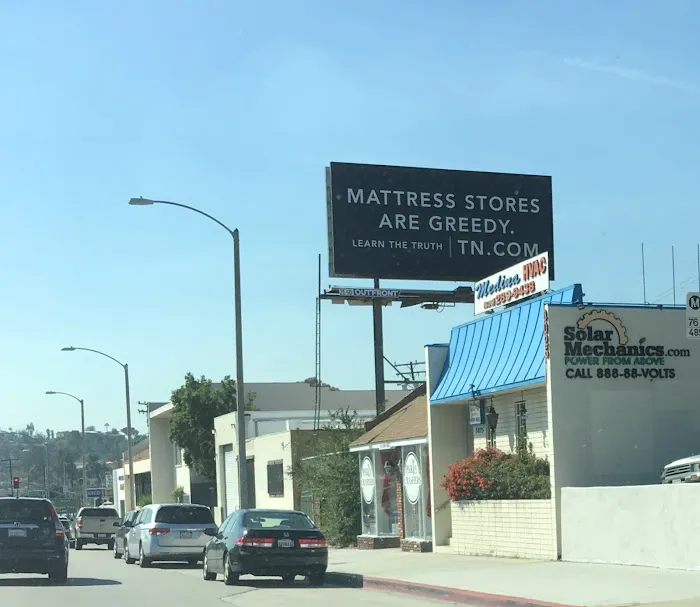 MATTRESS STORES
ARE GREEDY.
LEARN THE TRUTH | TN.COM
OUTFRONT
Medina HVAC
Solar
Mechanics.com
POWER FROM ABOVE
CALL 888-88-VOLTS
M
76